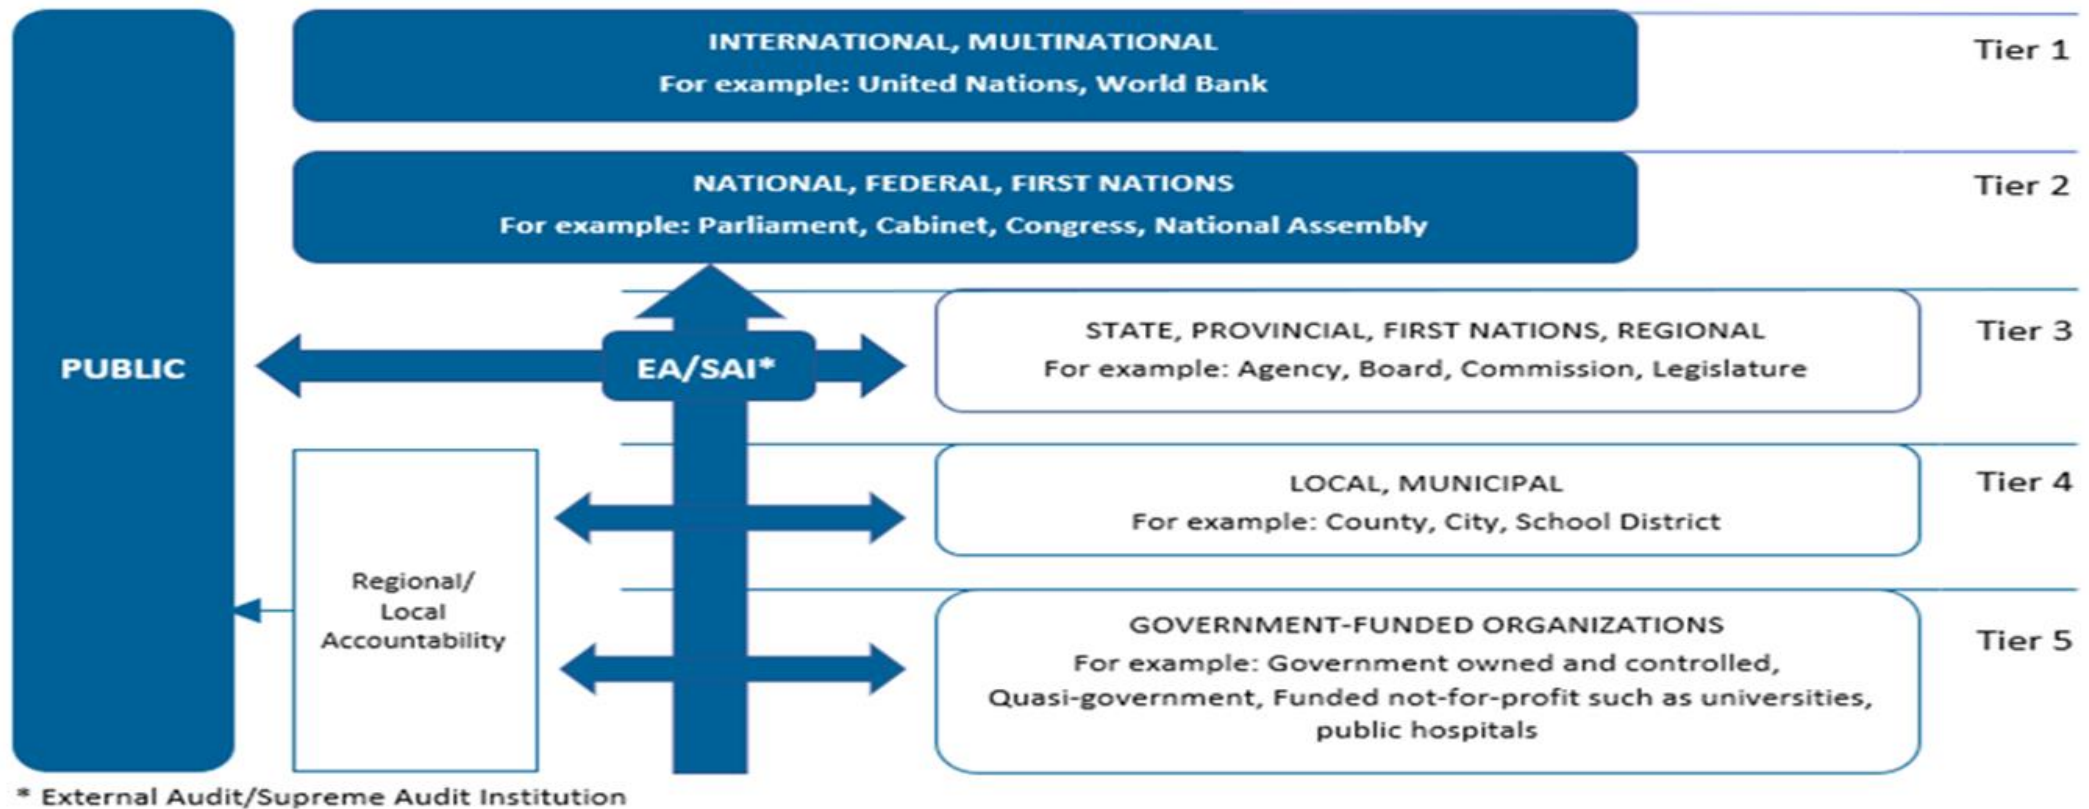 INTERNATIONAL, MULTINATIONAL
For example: United Nations, World Bank
Tier 1
NATIONAL, FEDERAL, FIRST NATIONS
For example: Parliament, Cabinet, Congress, National Assembly
Tier 2
PUBLIC
EA/SAI*
STATE, PROVINCIAL, FIRST NATIONS, REGIONAL
For example: Agency, Board, Commission, Legislature
Tier 3
LOCAL, MUNICIPAL
For example: County, City, School District
Tier 4
Regional/
Local
Accountability
GOVERNMENT-FUNDED ORGANIZATIONS
For example: Government owned and controlled,
Quasi-government, Funded not-for-profit such as universities,
public hospitals
Tier 5
* External Audit/Supreme Audit Institution